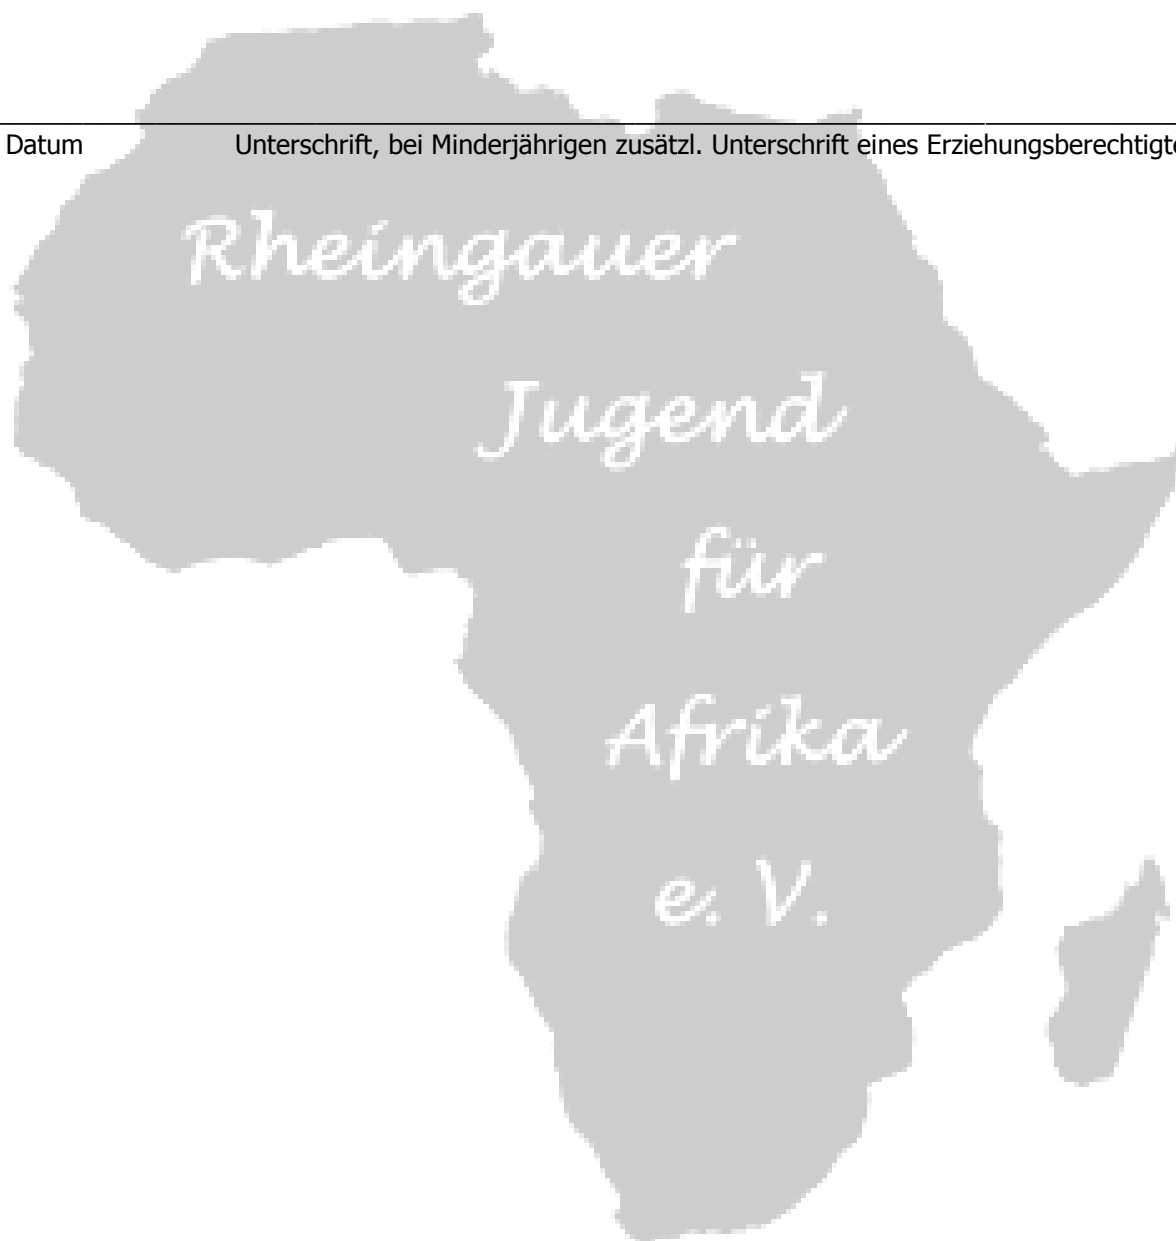 Datum Unterschrift, bei Minderjährigen zusätzl. Unterschrift eines Erziehungsberechtigte
Rheingauer
Jugend
für
Afrika
e. V.